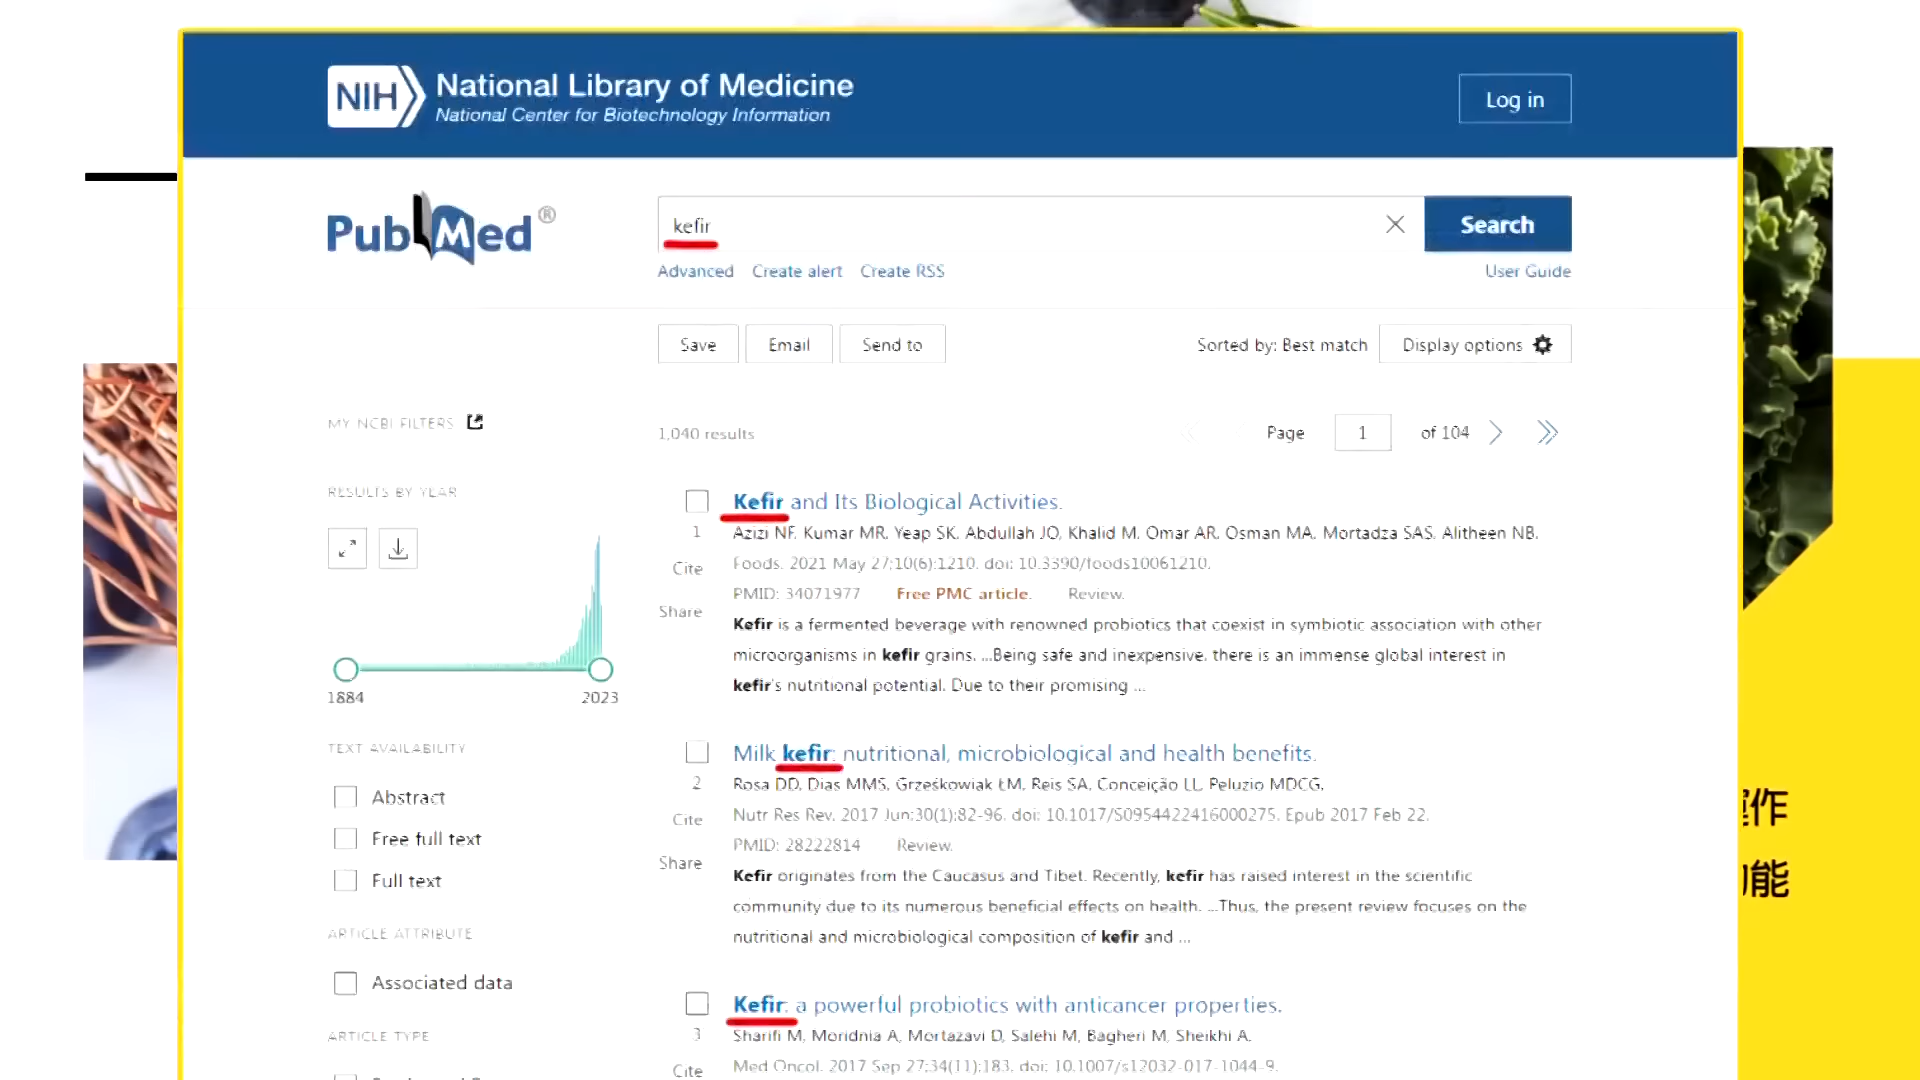 NIH National Library of Medicine
National Center for Biotechnology Information
Log in
PubMed®
kefir
Search
Advanced Create alert Create RSS
User Guide
Save Email Send to
Sorted by: Best match
Display options
MY NCBI FILTERS
1,040 results
Page 1 of 104
RESULTS BY YEAR
1884 2023
TEXT AVAILABILITY
Abstract
Free full text
Full text
ARTICLE ATTRIBUTE
Associated data
ARTICLE TYPE
Kefir and Its Biological Activities.
1
Azizi NF, Kumar MR, Yeap SK, Abdullah JO, Khalid M, Omar AR, Osman MA, Mortadza SAS, Alitheen NB.
Cite
Foods. 2021 May 27;10(6):1210. doi: 10.3390/foods10061210.
PMID: 34071977 Free PMC article. Review.
Share
Kefir is a fermented beverage with renowned probiotics that coexist in symbiotic association with other
microorganisms in kefir grains. ...Being safe and inexpensive, there is an immense global interest in
kefir's nutritional potential. Due to their promising ...
Milk kefir: nutritional, microbiological and health benefits.
2
Rosa DD, Dias MMS, Grześkowiak ŁM, Reis SA, Conceição LL, Peluzio MDCG.
Cite
Nutr Res Rev. 2017 Jun;30(1):82-96. doi: 10.1017/S0954422416000275. Epub 2017 Feb 22.
PMID: 28222814 Review.
Share
Kefir originates from the Caucasus and Tibet. Recently, kefir has raised interest in the scientific
community due to its numerous beneficial effects on health. ...Thus, the present review focuses on the
nutritional and microbiological composition of kefir and ...
Kefir: a powerful probiotics with anticancer properties.
3
Sharifi M, Moridnia A, Mortazavi D, Salehi M, Bagheri M, Sheikhi A.
Cite
Med Oncol. 2017 Sep 27;34(11):183. doi: 10.1007/s12032-017-1044-9.
作
能